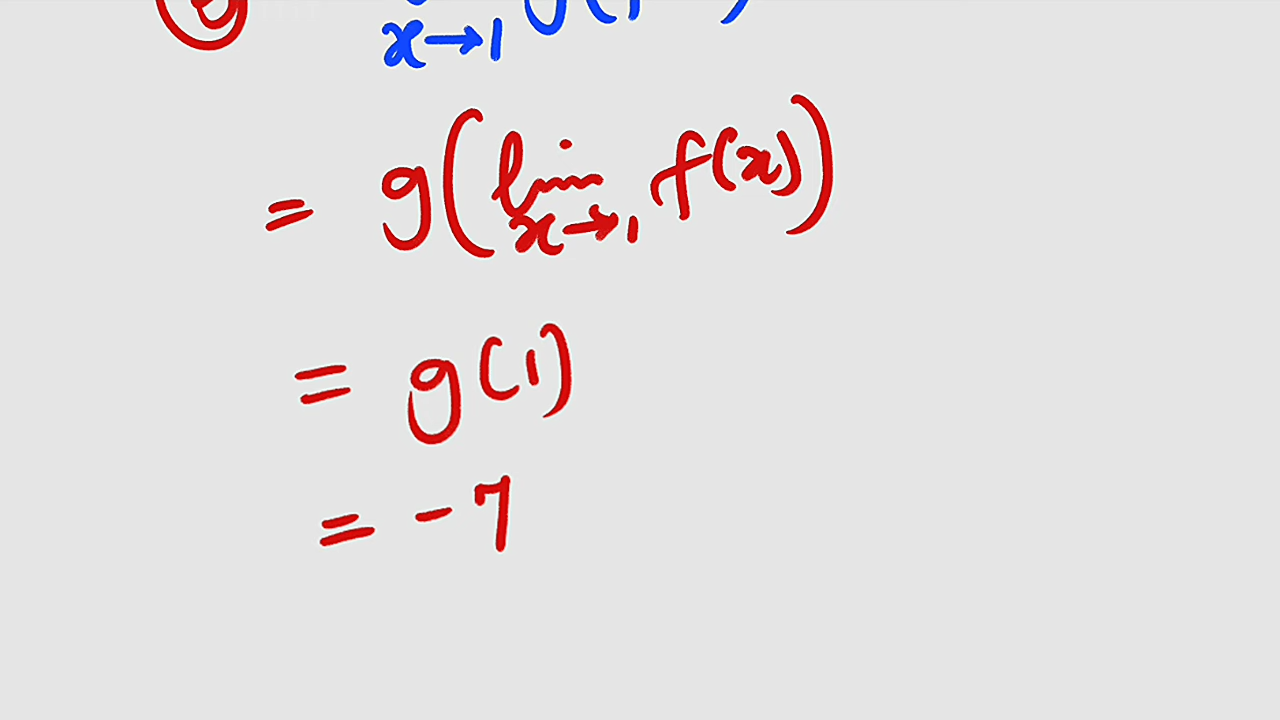 x→1
= g(lim x→1 f(x))
= g(1)
= -7